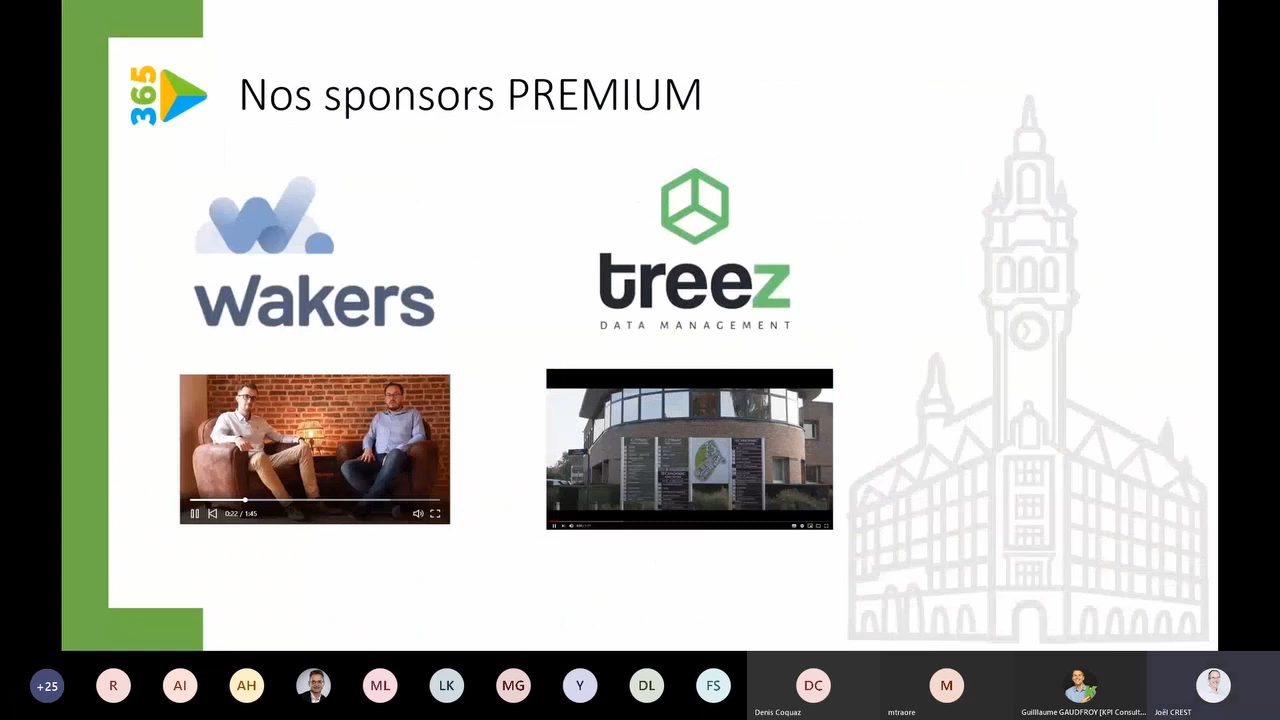 365
Nos sponsors PREMIUM
W.
wakers
treez
DATA MANAGEMENT
0:22 / 1:45
+25
R
AI
AH
ML
LK
MG
Y
DL
FS
DC
M
Denis Coquaz
mtraore
Guilllaume GAUDFROY [KPI Consult...
Joël CREST